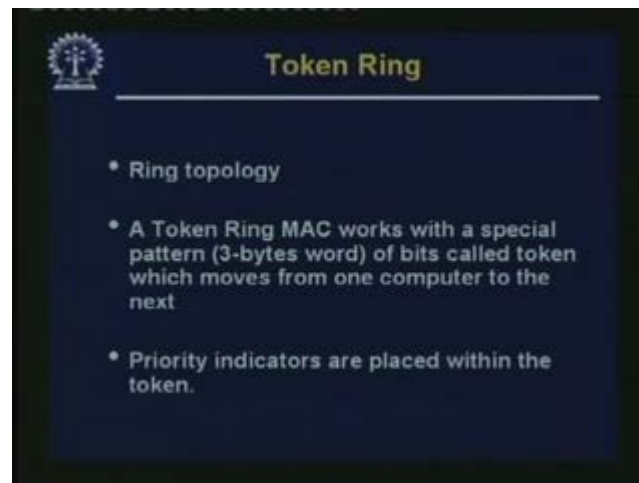 Token Ring
• Ring topology
• A Token Ring MAC works with a special
pattern (3-bytes word) of bits called token
which moves from one computer to the
next
• Priority indicators are placed within the
token.